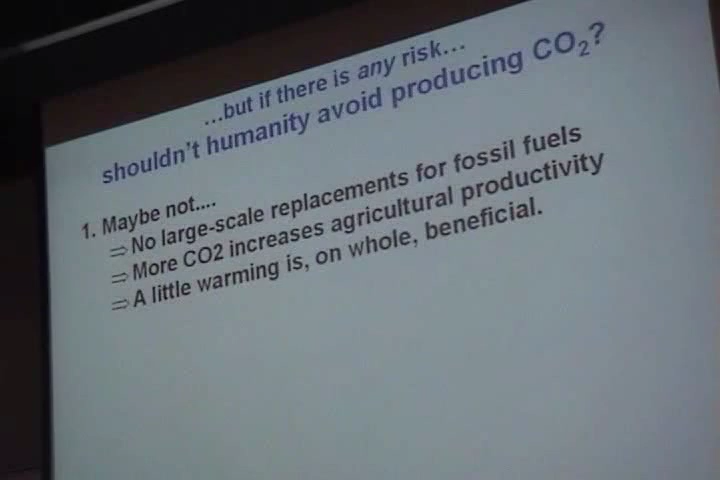 ...but if there is any risk...
shouldn't humanity avoid producing CO₂?
1. Maybe not....
⇒ No large-scale replacements for fossil fuels
⇒ More CO2 increases agricultural productivity
⇒ A little warming is, on whole, beneficial.